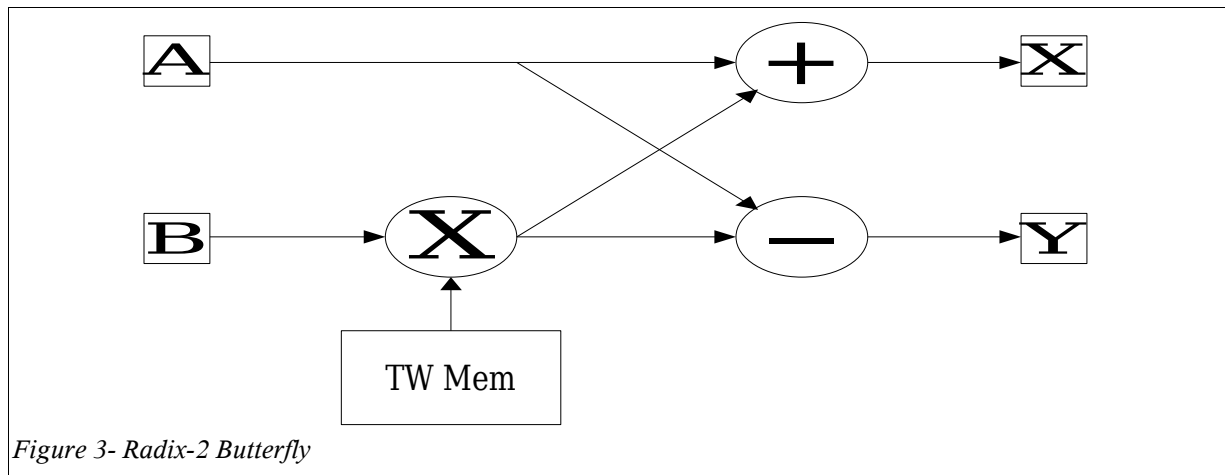 A + X
B X − Y
TW Mem
Figure 3- Radix-2 Butterfly